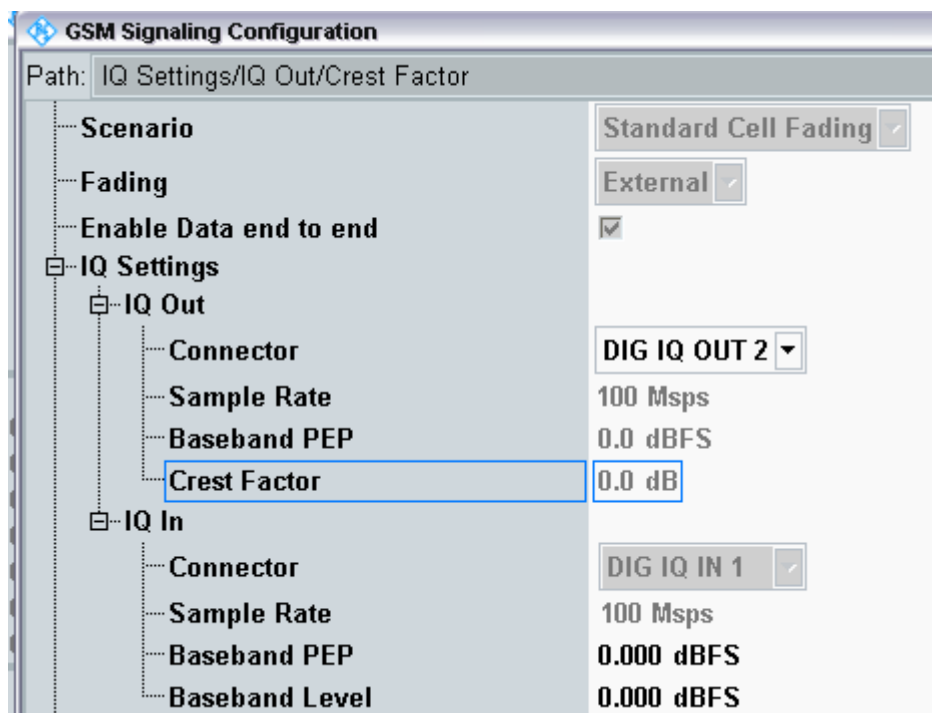 GSM Signaling Configuration
Path: IQ Settings/IQ Out/Crest Factor
Scenario Standard Cell Fading
Fading External
Enable Data end to end
IQ Settings
IQ Out
Connector DIG IQ OUT 2
Sample Rate 100 Msps
Baseband PEP 0.0 dBFS
Crest Factor 0.0 dB
IQ In
Connector DIG IQ IN 1
Sample Rate 100 Msps
Baseband PEP 0.000 dBFS
Baseband Level 0.000 dBFS